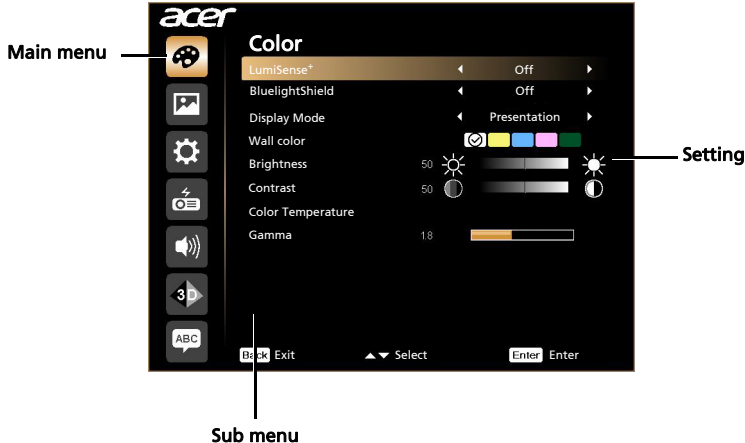 acer
Main menu
Color
LumiSense+ Off
BluelightShield Off
Display Mode Presentation
Wall color
Brightness 50
Setting
Contrast 50
Color Temperature
Gamma 1.8
3D
ABC
Back Exit Select Enter Enter
Sub menu